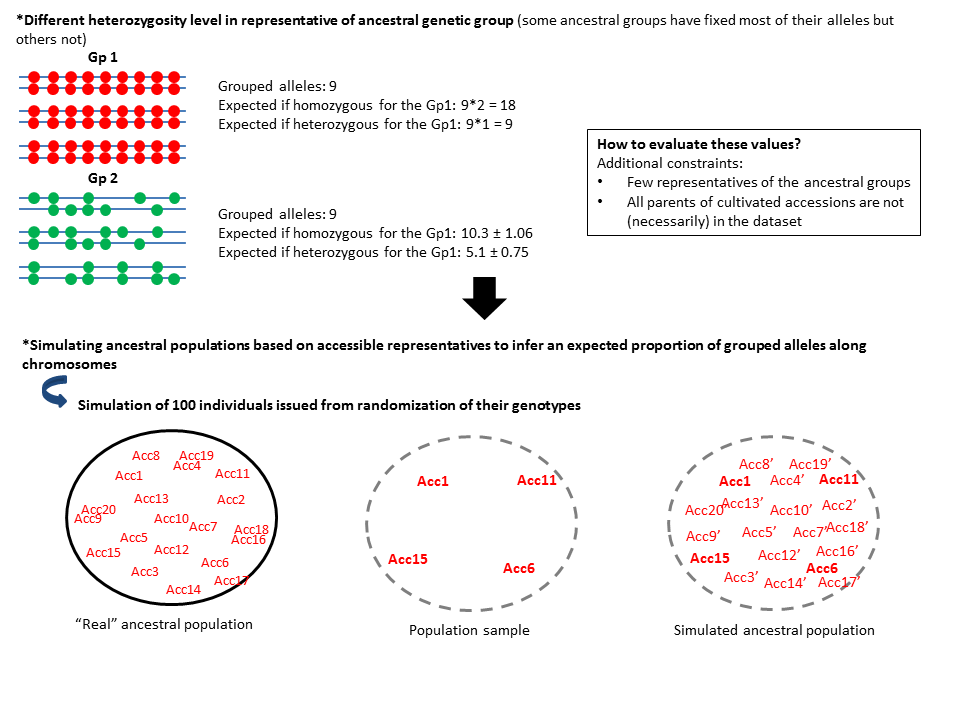 *Different heterozygosity level in representative of ancestral genetic group (some ancestral groups have fixed most of their alleles but
others not)
Gp 1
Grouped alleles: 9
Expected if homozygous for the Gp1: 9*2 = 18
Expected if heterozygous for the Gp1: 9*1 = 9
How to evaluate these values?
Additional constraints:
• Few representatives of the ancestral groups
• All parents of cultivated accessions are not
(necessarily) in the dataset
Gp 2
Grouped alleles: 9
Expected if homozygous for the Gp1: 10.3 ± 1.06
Expected if heterozygous for the Gp1: 5.1 ± 0.75
*Simulating ancestral populations based on accessible representatives to infer an expected proportion of grouped alleles along
chromosomes
Simulation of 100 individuals issued from randomization of their genotypes
Acc8
Acc19
Acc4
Acc1
Acc11
Acc13
Acc2
Acc20
Acc9
Acc10
Acc7
Acc18
Acc5
Acc16
Acc15
Acc12
Acc6
Acc3
Acc17
Acc14
"Real" ancestral population
Acc1
Acc11
Acc15
Acc6
Population sample
Acc8’
Acc19’
Acc1
Acc4’
Acc11
Acc20’
Acc13’
Acc10’
Acc2’
Acc9’
Acc5’
Acc7’
Acc18’
Acc15
Acc12’
Acc16’
Acc6
Acc3’
Acc14’
Acc17’
Simulated ancestral population